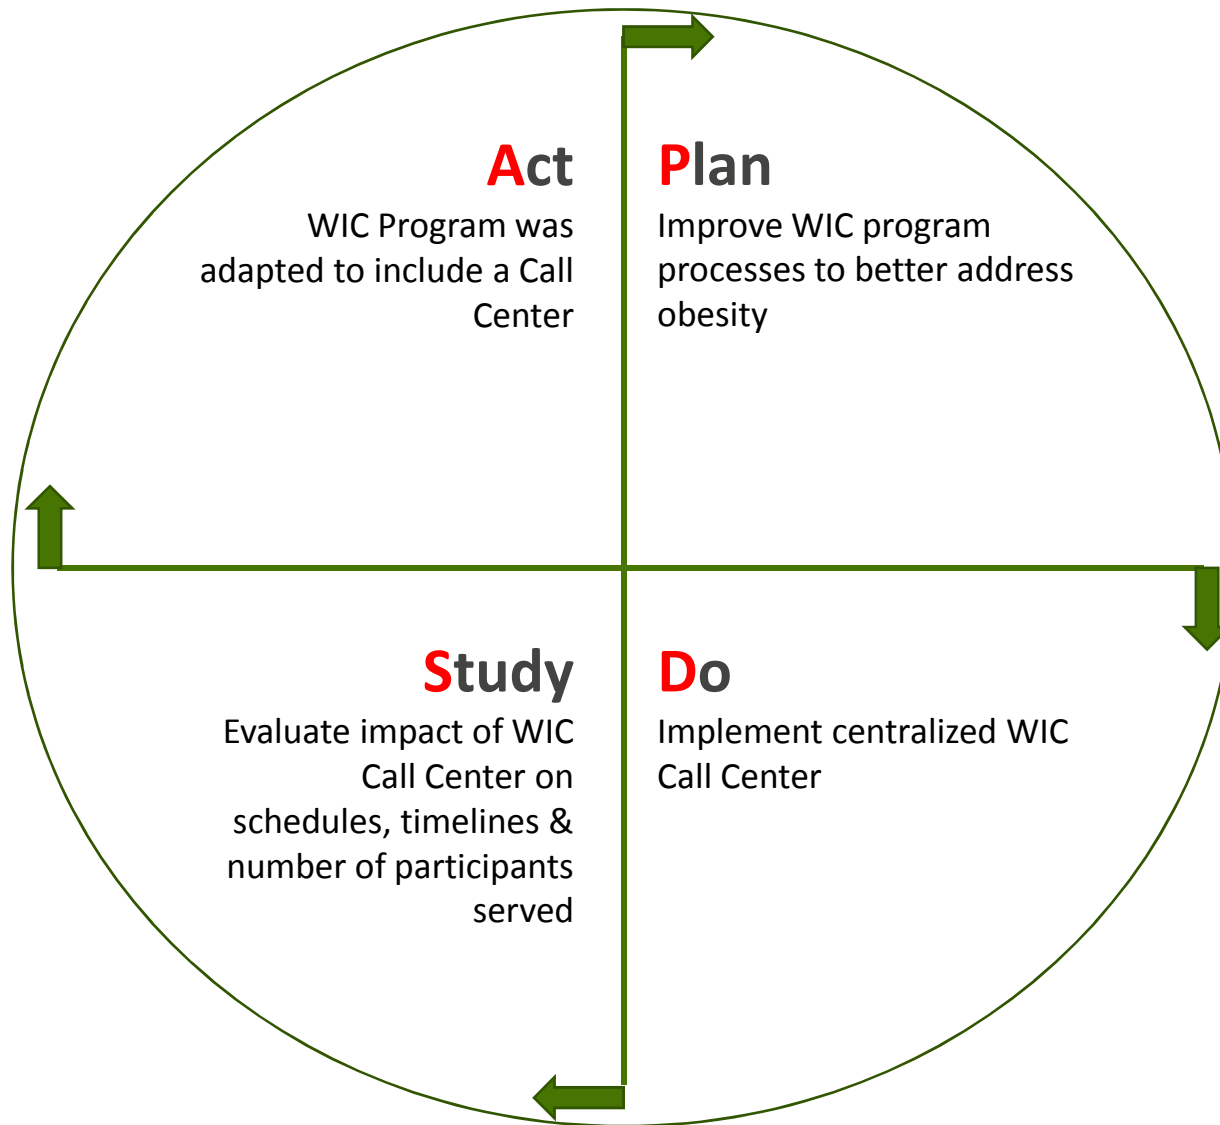 Act
WIC Program was
adapted to include a Call
Center
Plan
Improve WIC program
processes to better address
obesity
Study
Evaluate impact of WIC
Call Center on
schedules, timelines &
number of participants
served
Do
Implement centralized WIC
Call Center